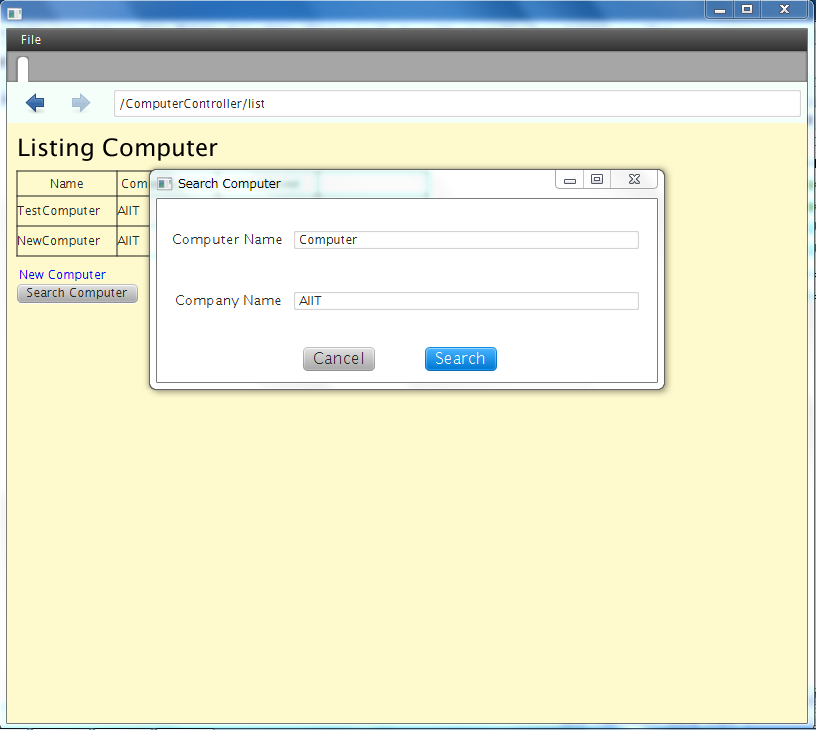 File
/ComputerController/list
Listing Computer
Name Com
TestComputer AIIT
NewComputer AIIT
New Computer
Search Computer
Search Computer
Computer Name Computer
Company Name AIIT
Cancel Search